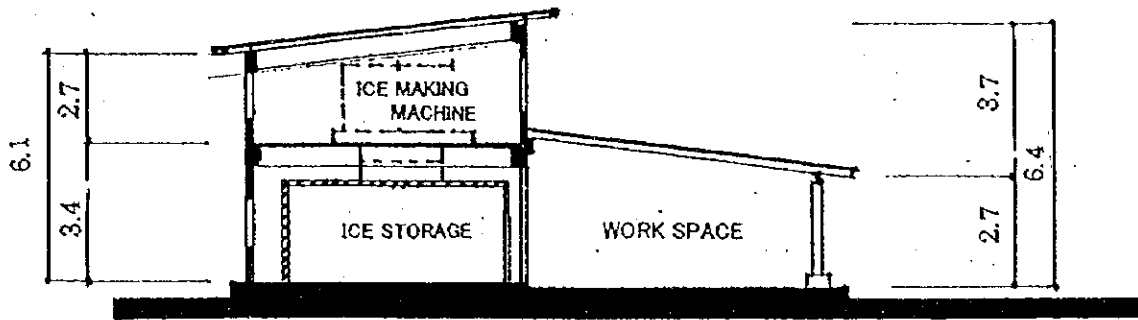 6.1
2.7
3.4
ICE MAKING
MACHINE
ICE STORAGE
WORK SPACE
3.7
2.7
6.4